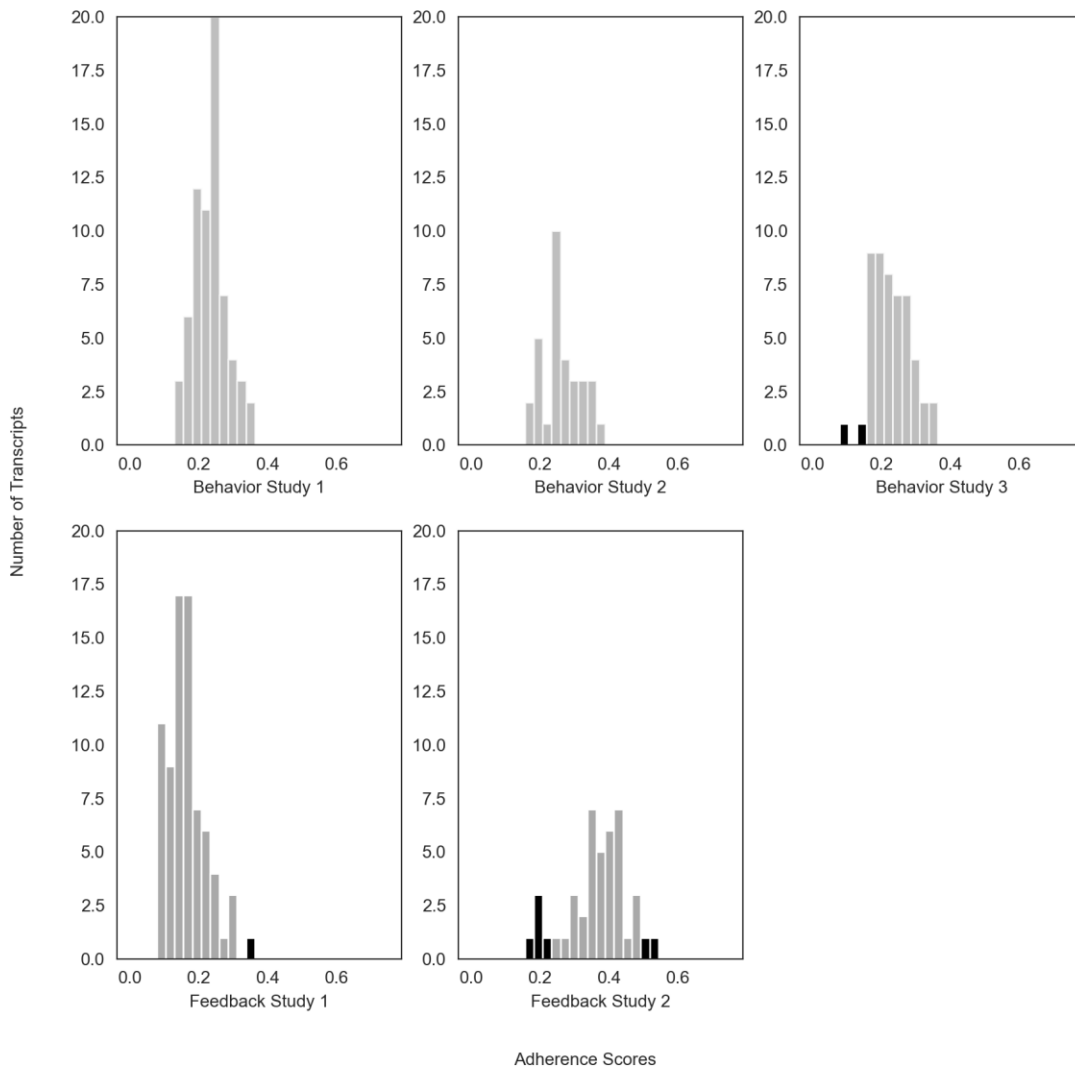 20.0 20.0 20.0
17.5 17.5 17.5
15.0 15.0 15.0
12.5 12.5 12.5
10.0 10.0 10.0
7.5 7.5 7.5
5.0 5.0 5.0
2.5 2.5 2.5
0.0 0.0 0.0
0.0 0.2 0.4 0.6 0.0 0.2 0.4 0.6 0.0 0.2 0.4 0.6
Behavior Study 1 Behavior Study 2 Behavior Study 3
Number of Transcripts
20.0 20.0
17.5 17.5
15.0 15.0
12.5 12.5
10.0 10.0
7.5 7.5
5.0 5.0
2.5 2.5
0.0 0.0
0.0 0.2 0.4 0.6 0.0 0.2 0.4 0.6
Feedback Study 1 Feedback Study 2
Adherence Scores